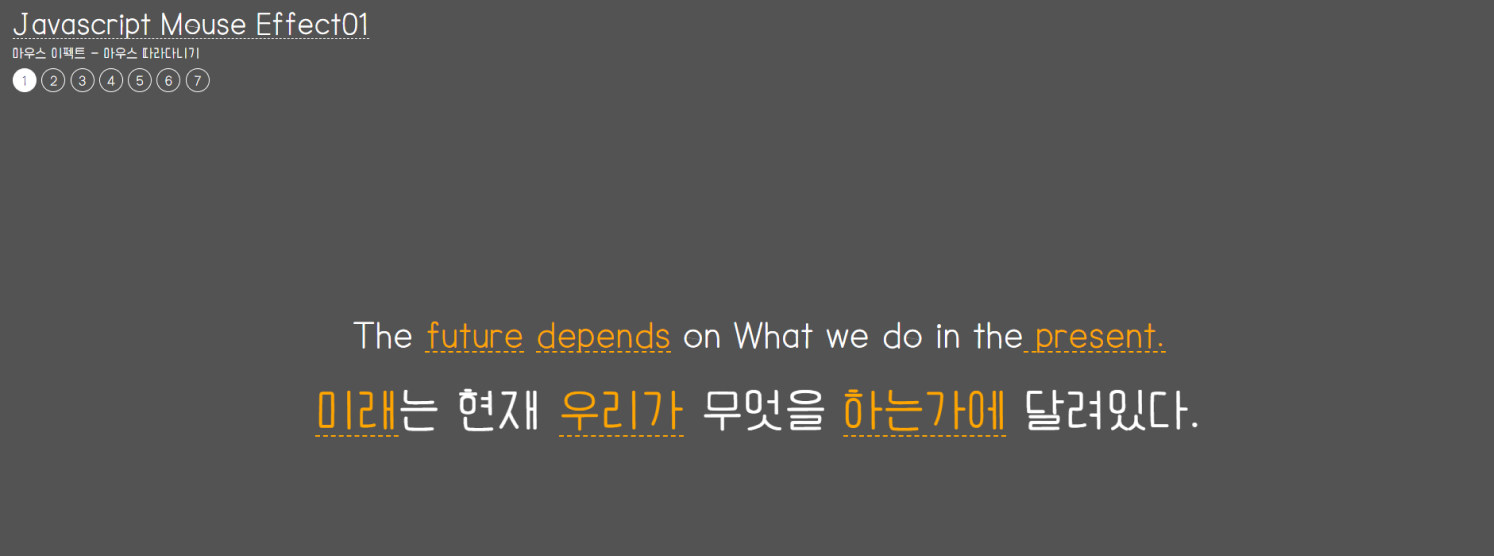 Javascript Mouse Effect01
마우스 이펙트 - 마우스 따라다니기
1 2 3 4 5 6 7
The future depends on What we do in the present.
미래는 현재 우리가 무멋을 하는가에 달려있다.